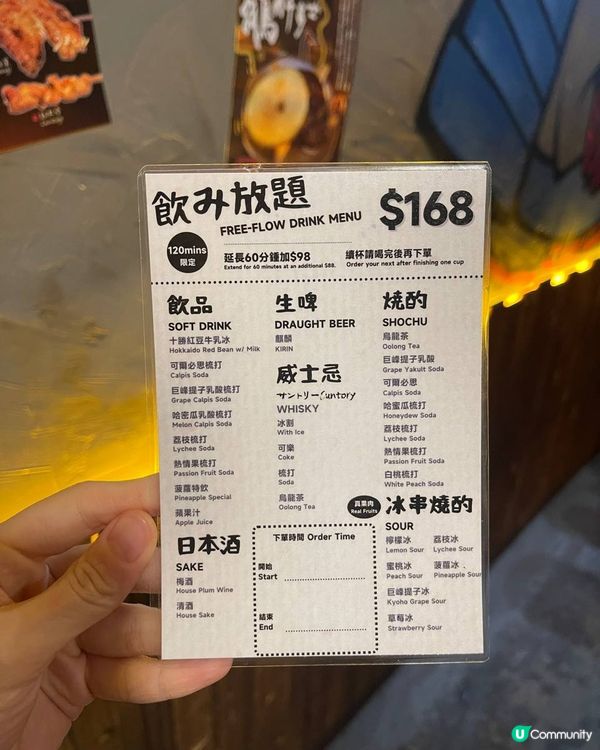 飲み放題
FREE-FLOW DRINK MENU
$168
120mins
限定
延長60分鍾加$98
Extend for 60 minutes at an additional $88.
續杯請喝完後再下單
Order your next after finishing one cup
飲品
SOFT DRINK
十勝紅豆牛乳冰
Hokkaido Red Bean w/ Milk
可爾必思梳打
Calpis Soda
巨峰提子乳酸梳打
Grape Calpis Soda
哈密瓜乳酸梳打
Melon Calpis Soda
荔枝梳打
Lychee Soda
熱情果梳打
Passion Fruit Soda
菠蘿特飲
Pineapple Special
蘋果汁
Apple Juice
日本酒
SAKE
梅酒
House Plum Wine
清酒
House Sake
生啤
DRAUGHT BEER
麒麟
KIRIN
威士忌
サントリー Suntory
WHISKY
冰割
With Ice
可樂
Coke
梳打
Soda
烏龍茶
Oolong Tea
下單時間 Order Time
開始
Start
結束
End
燒酌
SHOCHU
烏龍茶
Oolong Tea
巨峰提子乳酸
Grape Yakult Soda
可爾必思
Calpis Soda
哈蜜瓜梳打
Honeydew Soda
荔枝梳打
Lychee Soda
熱情果梳打
Passion Fruit Soda
白桃梳打
White Peach Soda
真果肉
Real Fruits
冰串燒酌
SOUR
檸檬冰 荔枝冰
Lemon Sour Lychee Sour
蜜桃冰 菠蘿冰
Peach Sour Pineapple Sour
巨峰提子冰
Kyoho Grape Sour
草莓冰
Strawberry Sour
U Community